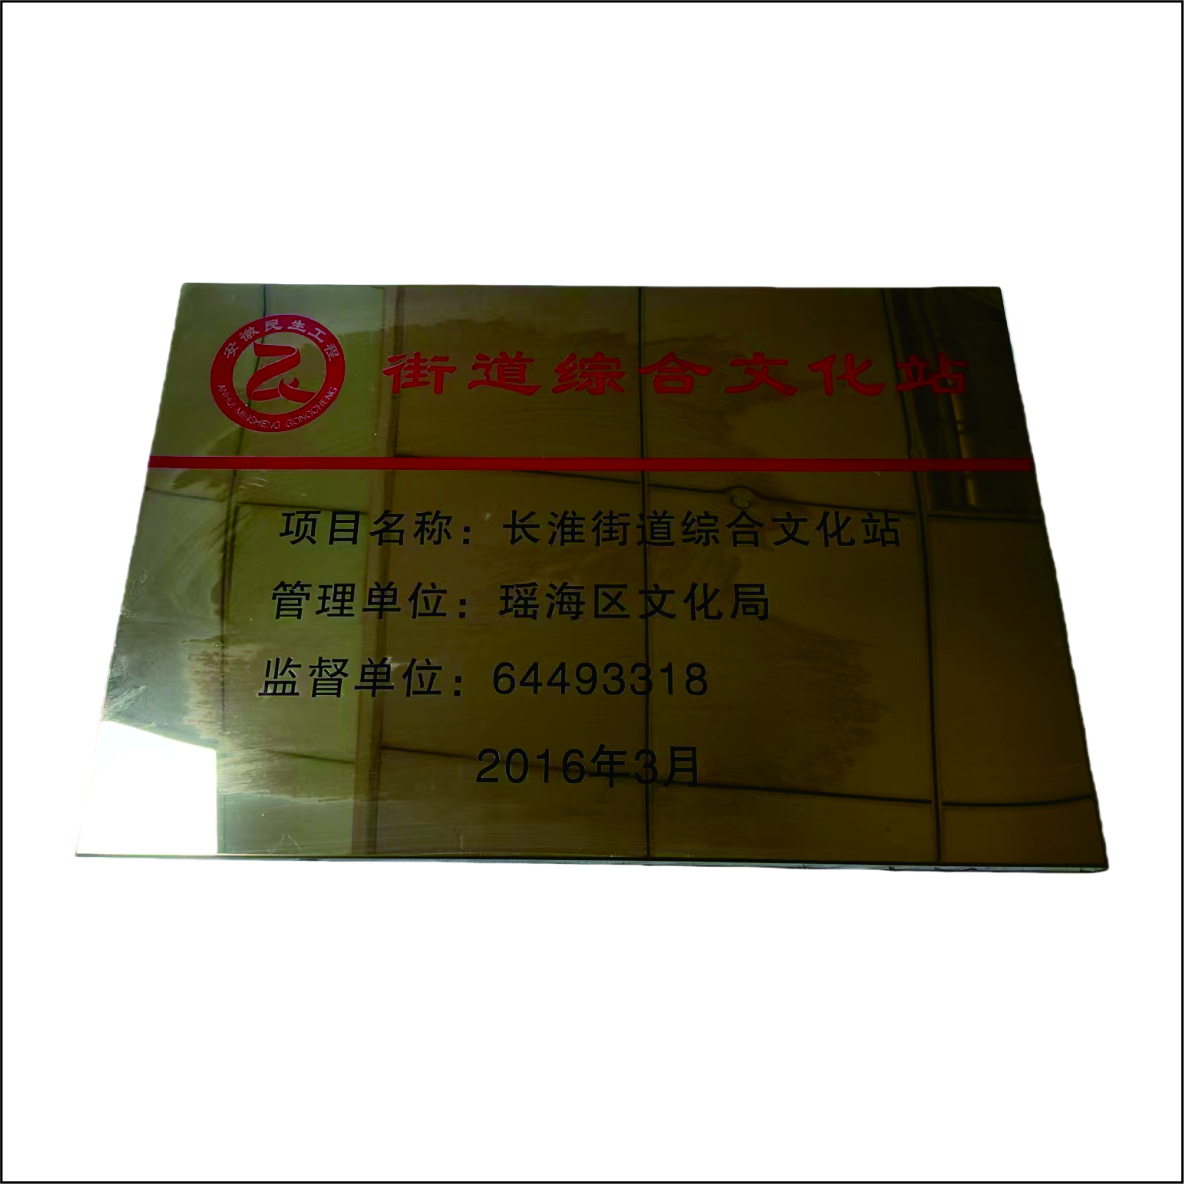 安徽民生工程
ANHUI MINSHENG GONGCHENG
街道综合文化站
项目名称：长淮街道综合文化站
管理单位：瑶海区文化局
监督单位：64493318
2016年3月